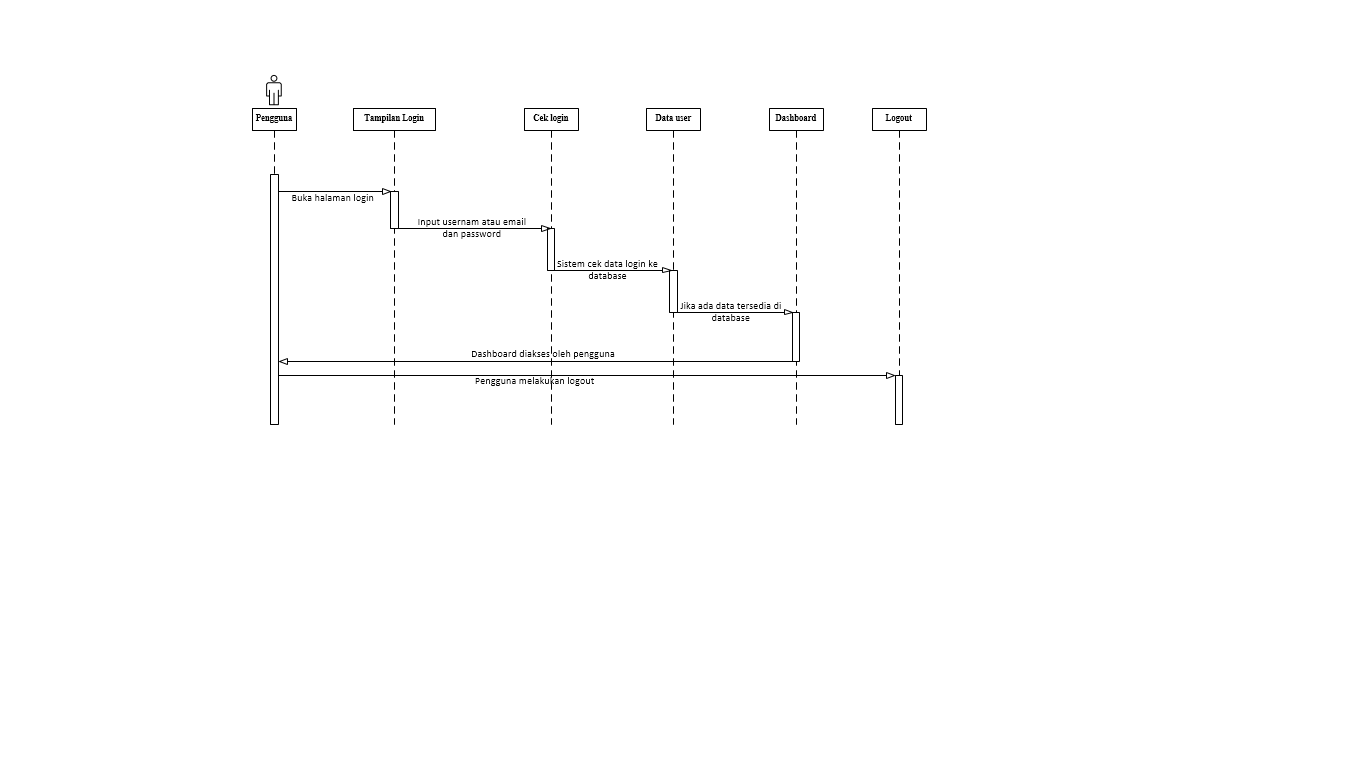 Pengguna
Tampilan Login
Cek login
Data user
Dashboard
Logout
Buka halaman login
Input usernam atau email
dan password
Sistem cek data login ke
database
Jika ada data tersedia di
database
Dashboard diakses oleh pengguna
Pengguna melakukan logout